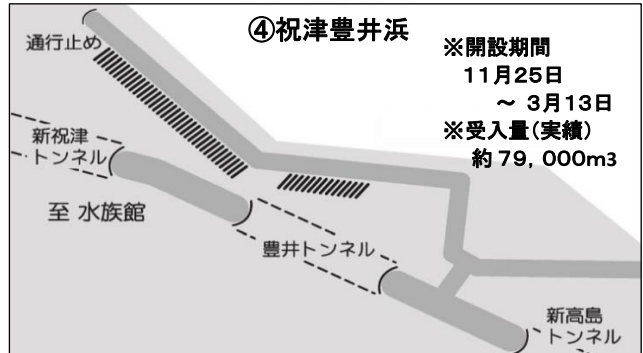 ④祝津豊井浜
※開設期間
11月25日
～ 3月13日
※受入量(実績)
約79,000m3
通行止め
新祝津
トンネル
至 水族館
豊井トンネル
新高島
トンネル